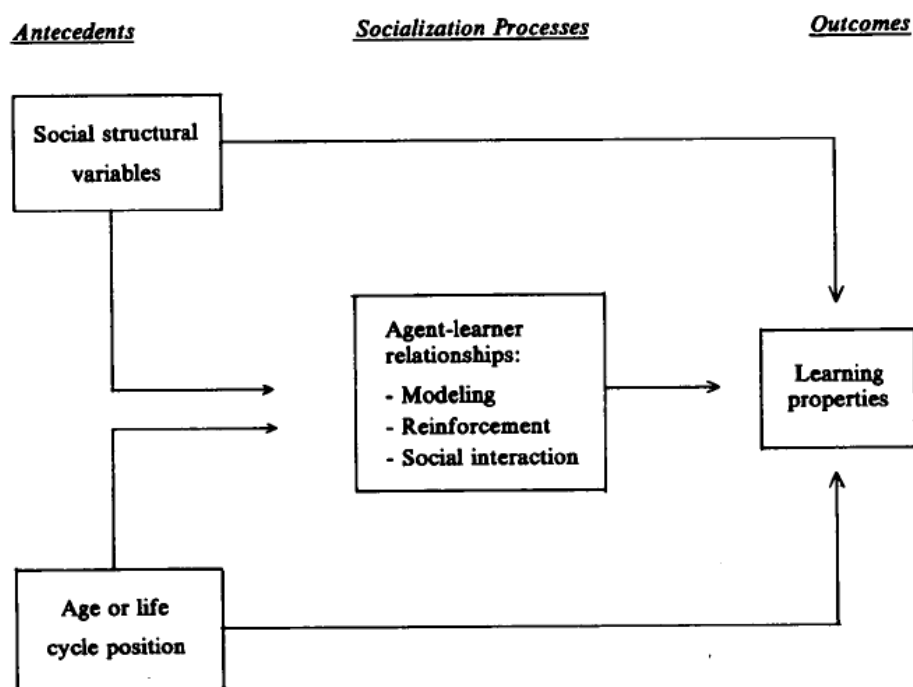 Antecedents
Socialization Processes
Outcomes
Social structural
variables
Agent-learner
relationships:
- Modeling
- Reinforcement
- Social interaction
Learning
properties
Age or life
cycle position